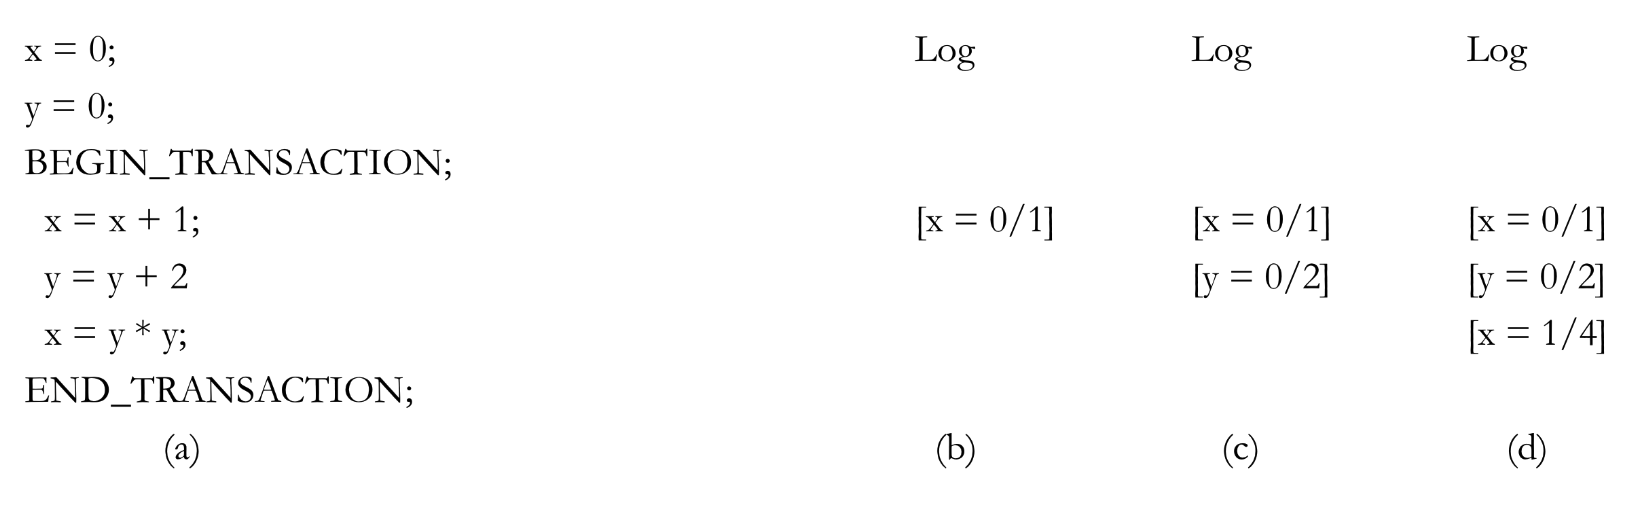 x = 0; Log Log Log
y = 0;
BEGIN_TRANSACTION;
x = x + 1; [x = 0/1] [x = 0/1] [x = 0/1]
y = y + 2 [y = 0/2] [y = 0/2]
x = y * y; [x = 1/4]
END_TRANSACTION;
(a) (b) (c) (d)